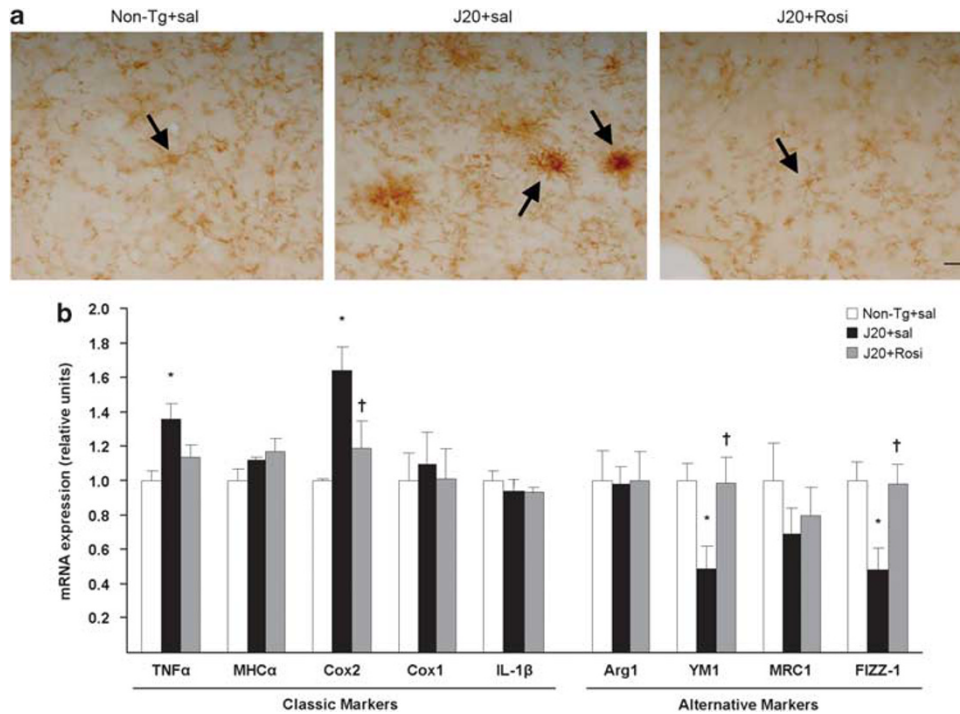 a
Non-Tg+sal J20+sal J20+Rosi
b
mRNA expression (relative units)
2.0
1.8
1.6
1.4
1.2
1.0
0.8
0.6
0.4
0.2
* * † * † * †
Non-Tg+sal
J20+sal
J20+Rosi
TNFα MHCα Cox2 Cox1 IL-1β Arg1 YM1 MRC1 FIZZ-1
Classic Markers Alternative Markers